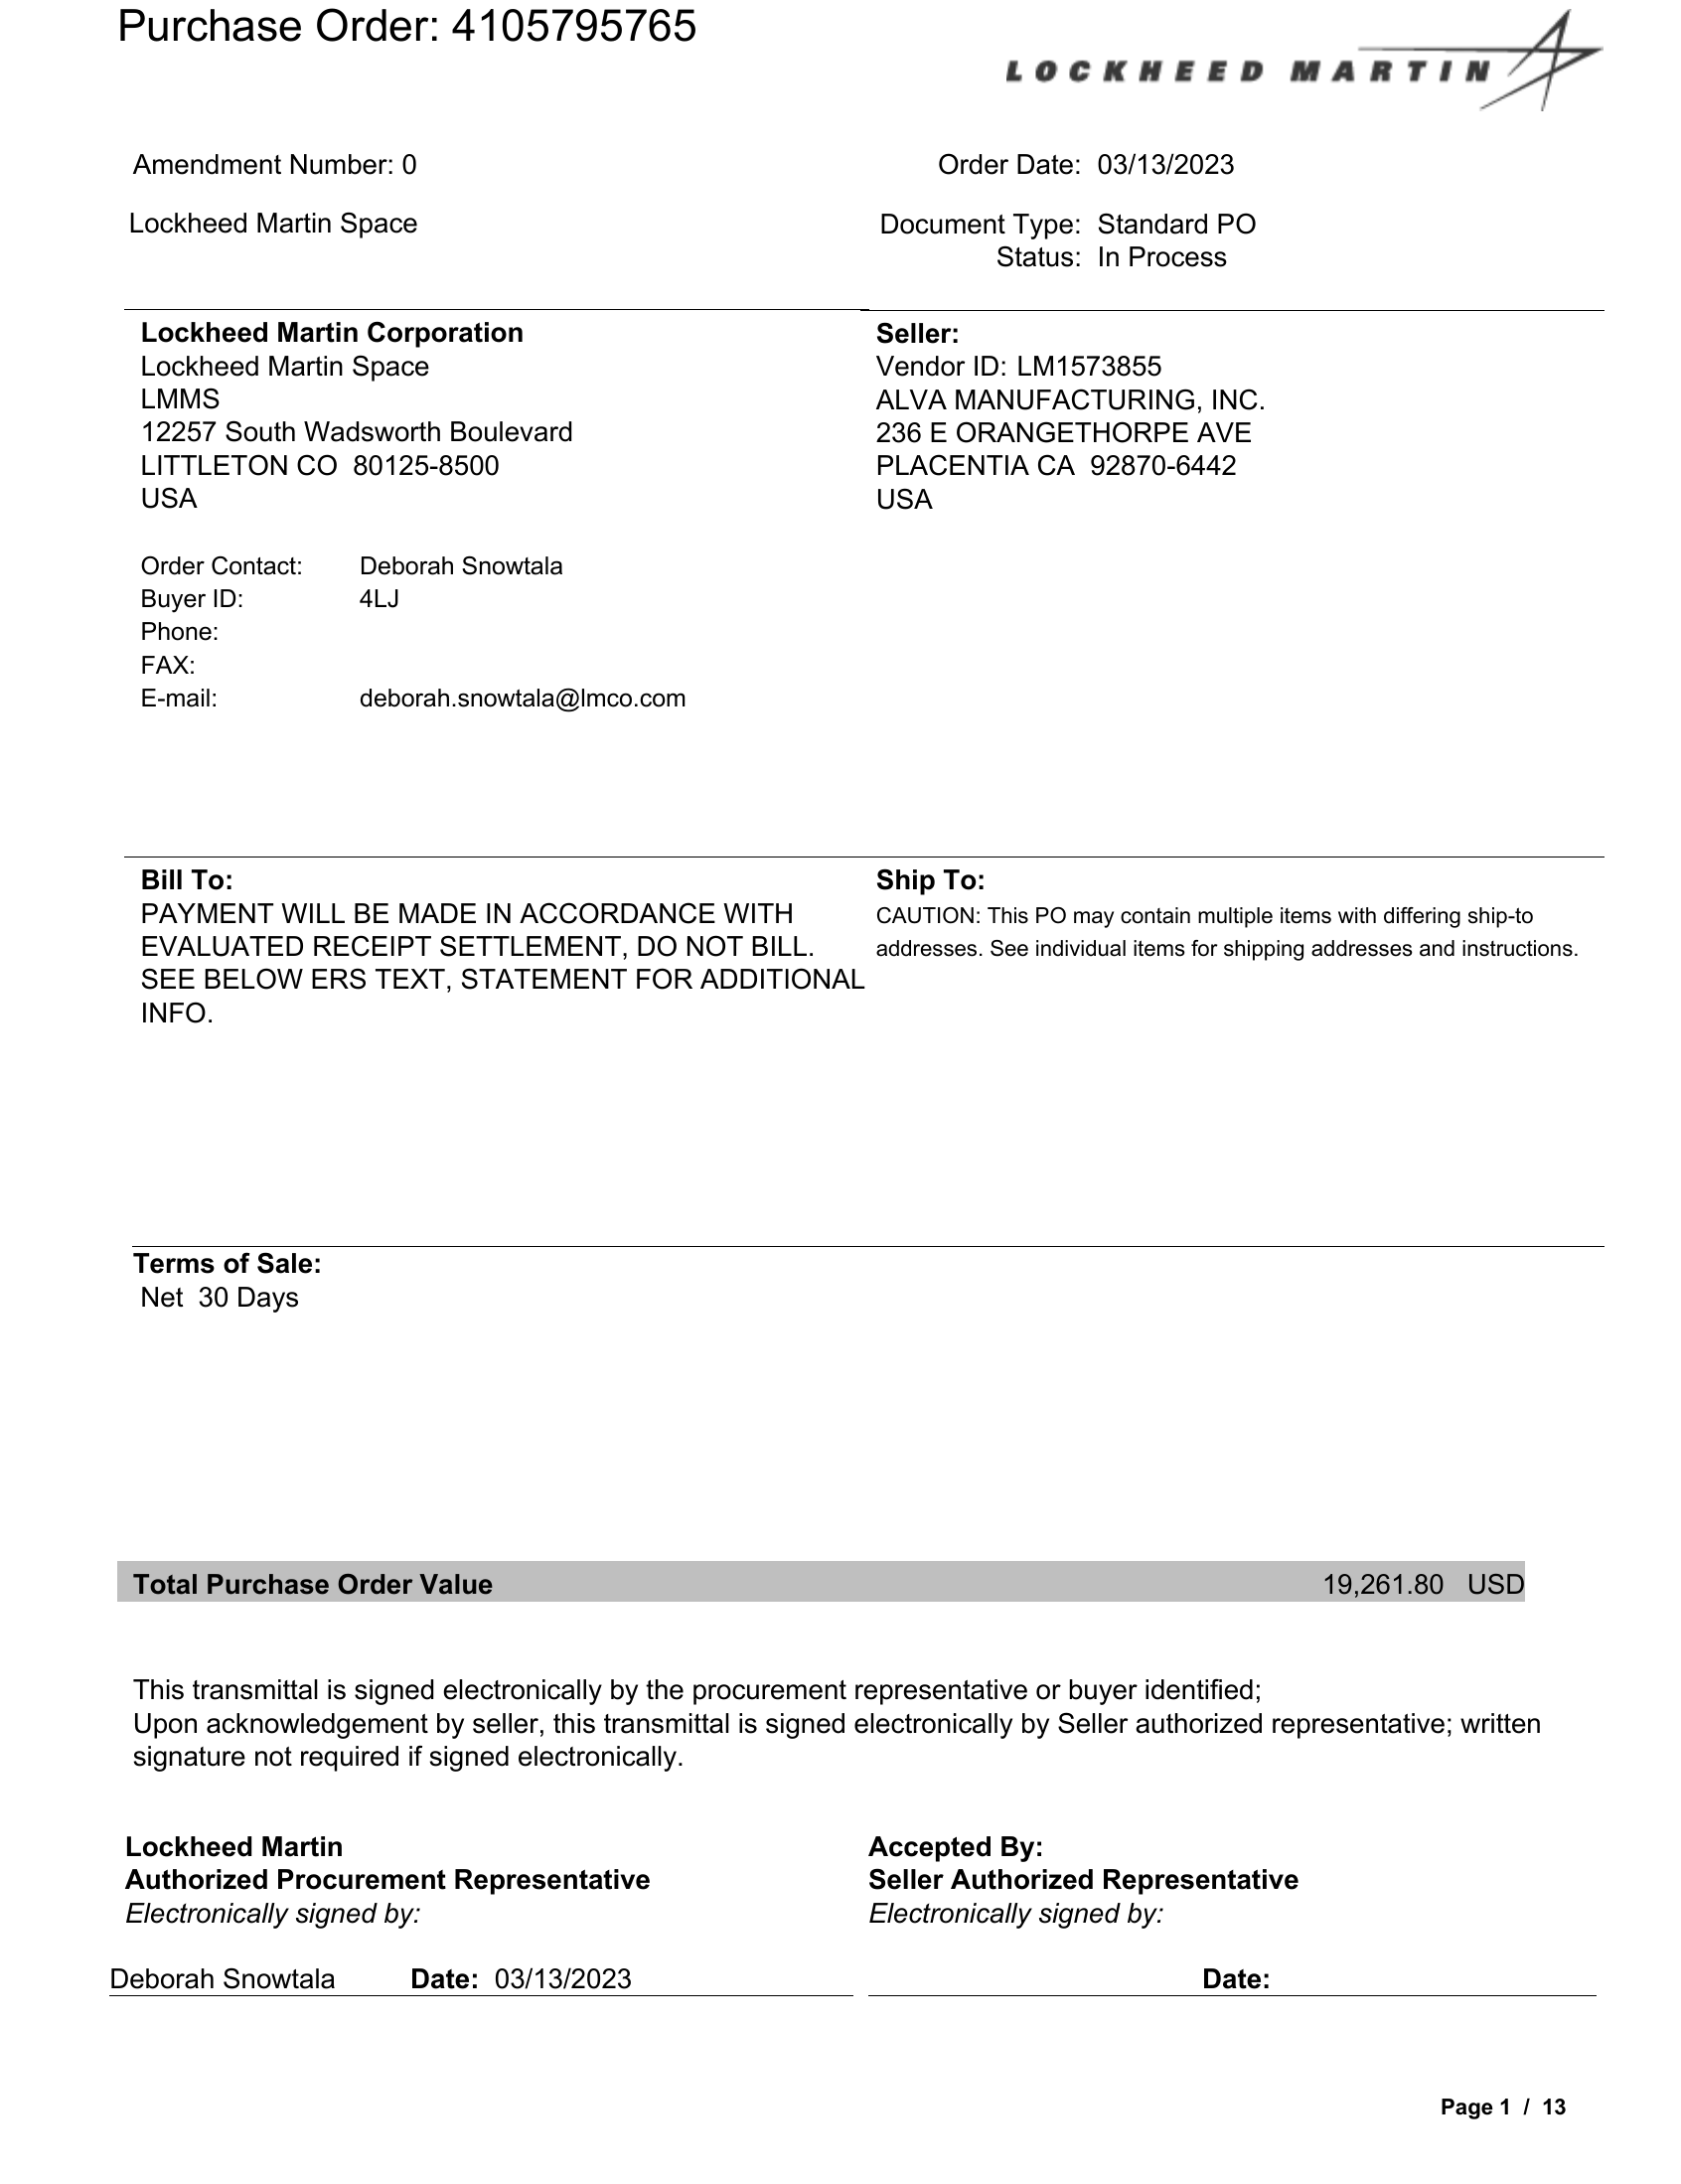 Purchase Order: 4105795765
LOCKHEED MARTIN
Amendment Number: 0
Order Date: 03/13/2023
Lockheed Martin Space
Document Type: Standard PO
Status: In Process
Lockheed Martin Corporation
Lockheed Martin Space
LMMS
12257 South Wadsworth Boulevard
LITTLETON CO 80125-8500
USA
Seller:
Vendor ID: LM1573855
ALVA MANUFACTURING, INC.
236 E ORANGETHORPE AVE
PLACENTIA CA 92870-6442
USA
Order Contact: Deborah Snowtala
Buyer ID: 4LJ
Phone:
FAX:
E-mail: deborah.snowtala@lmco.com
Bill To:
PAYMENT WILL BE MADE IN ACCORDANCE WITH
EVALUATED RECEIPT SETTLEMENT, DO NOT BILL.
SEE BELOW ERS TEXT, STATEMENT FOR ADDITIONAL
INFO.
Ship To:
CAUTION: This PO may contain multiple items with differing ship-to
addresses. See individual items for shipping addresses and instructions.
Terms of Sale:
Net 30 Days
Total Purchase Order Value 19,261.80 USD
This transmittal is signed electronically by the procurement representative or buyer identified;
Upon acknowledgement by seller, this transmittal is signed electronically by Seller authorized representative; written
signature not required if signed electronically.
Lockheed Martin
Authorized Procurement Representative
Electronically signed by:
Deborah Snowtala Date: 03/13/2023
Accepted By:
Seller Authorized Representative
Electronically signed by:
Date:
Page 1 / 13